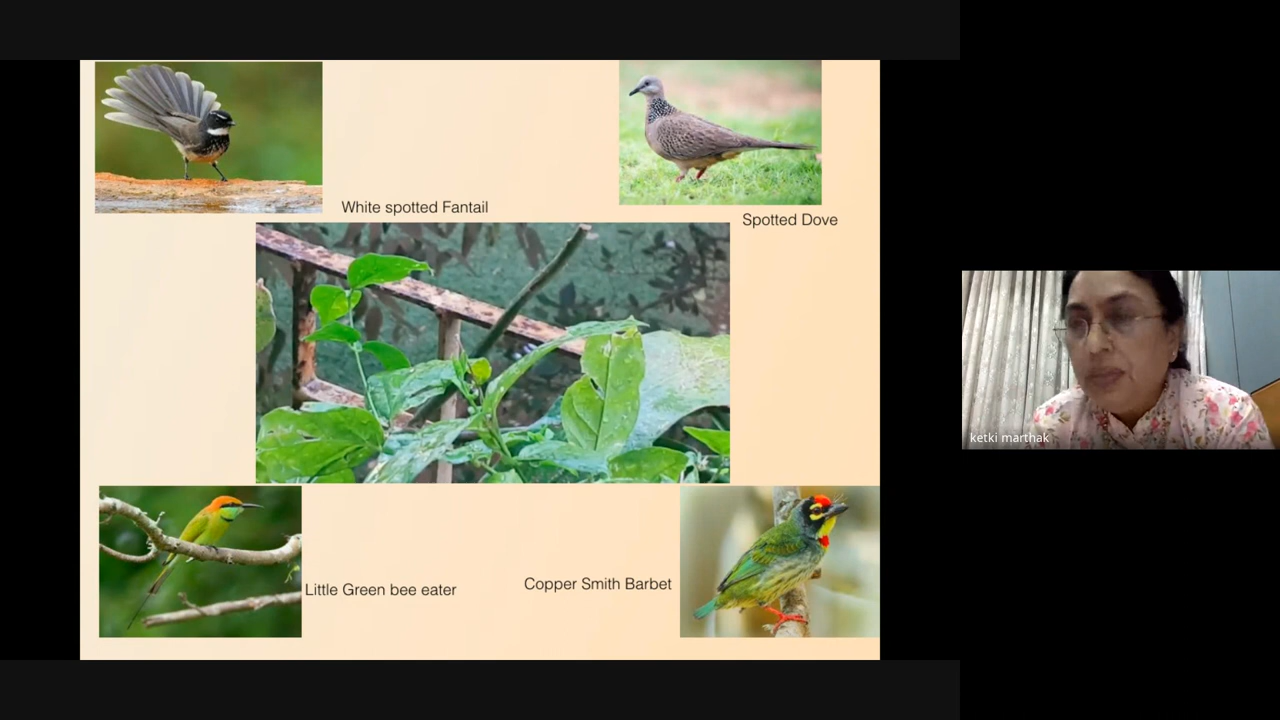 White spotted Fantail
Spotted Dove
Little Green bee eater
Copper Smith Barbet
ketki marthak